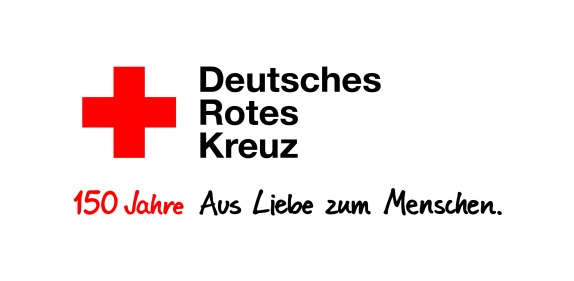 Deutsches
Rotes
Kreuz
150 Jahre Aus Liebe zum Menschen.